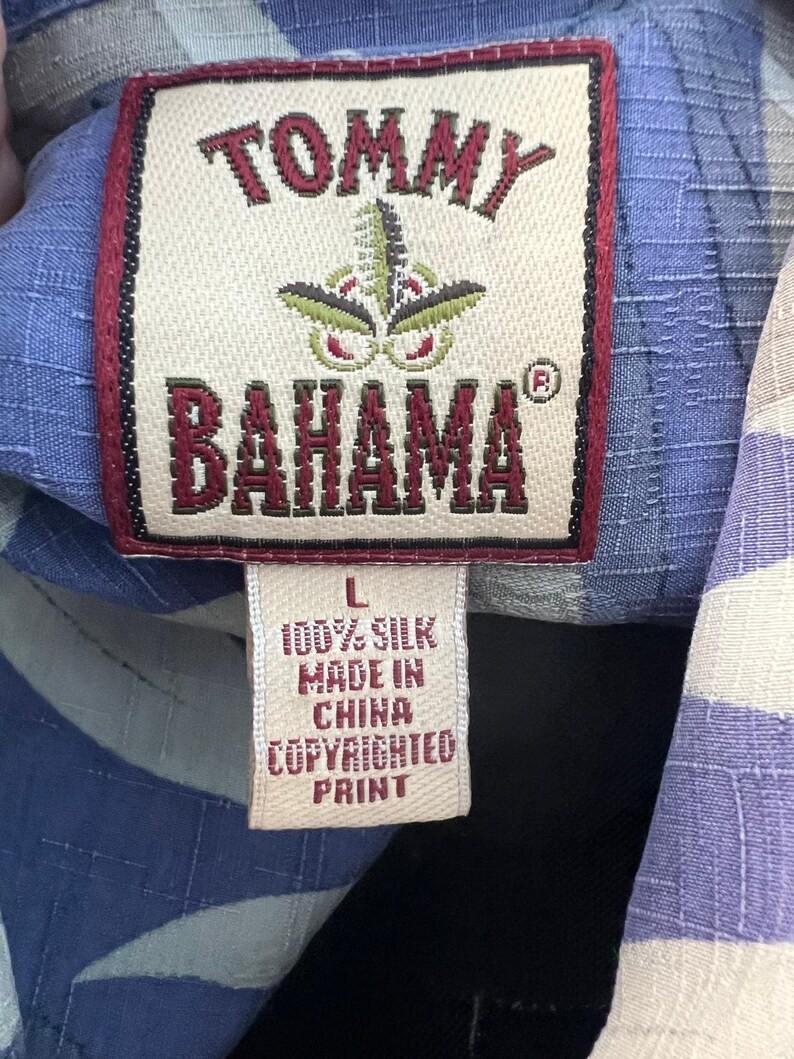 TOMMY
BAHAMA®
L
100% SILK
MADE IN
CHINA
COPYRIGHTED
PRINT